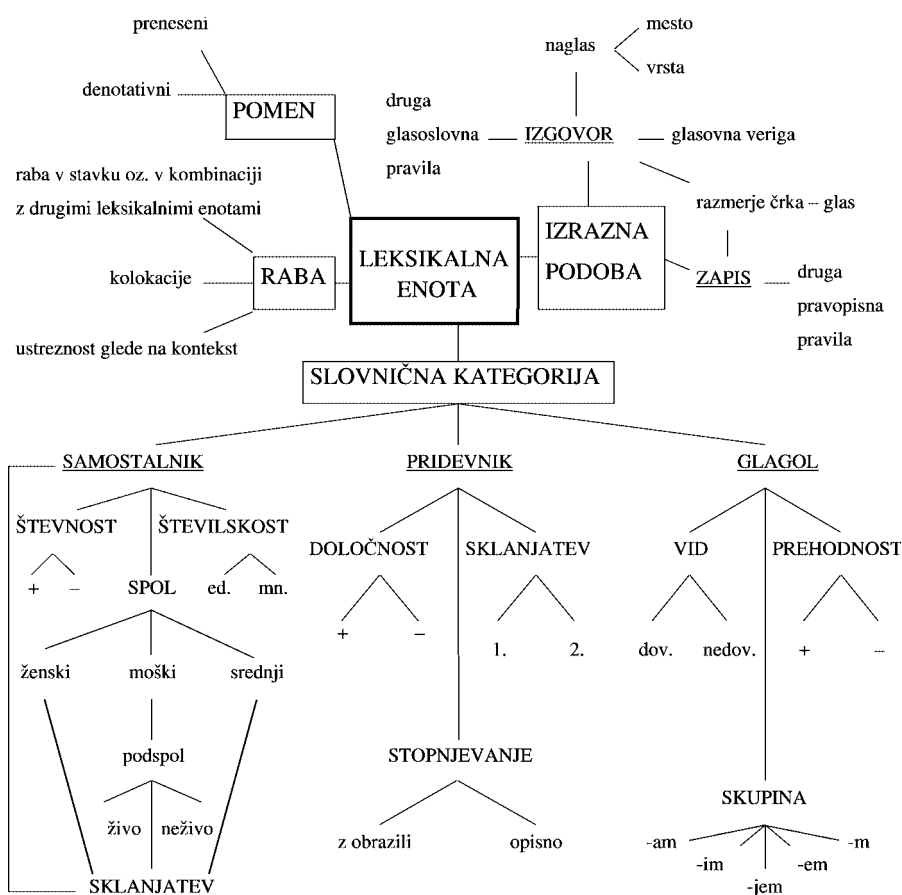 preneseni
denotativni
POMEN
naglas
mesto
vrsta
druga
glasoslovna
pravila
IZGOVOR
glasovna veriga
raba v stavku oz. v kombinaciji
z drugimi leksikalnimi enotami
kolokacije
RABA
ustreznost glede na kontekst
LEKSIKALNA
ENOTA
IZRAZNA
PODOBA
razmerje črka – glas
ZAPIS
druga
pravopisna
pravila
SLOVNIČNA KATEGORIJA
SAMOSTALNIK
PRIDEVNIK
GLAGOL
ŠTEVNOST
ŠTEVILSKOST
+
–
SPOL
ed.
mn.
ženski
moški
srednji
podspol
živo
neživo
SKLANJATEV
DOLOČNOST
SKLANJATEV
+
–
1.
2.
STOPNJEVANJE
z obrazili
opisno
VID
PREHODNOST
dov.
nedov.
+
–
SKUPINA
-am
-im
-jem
-em
-m